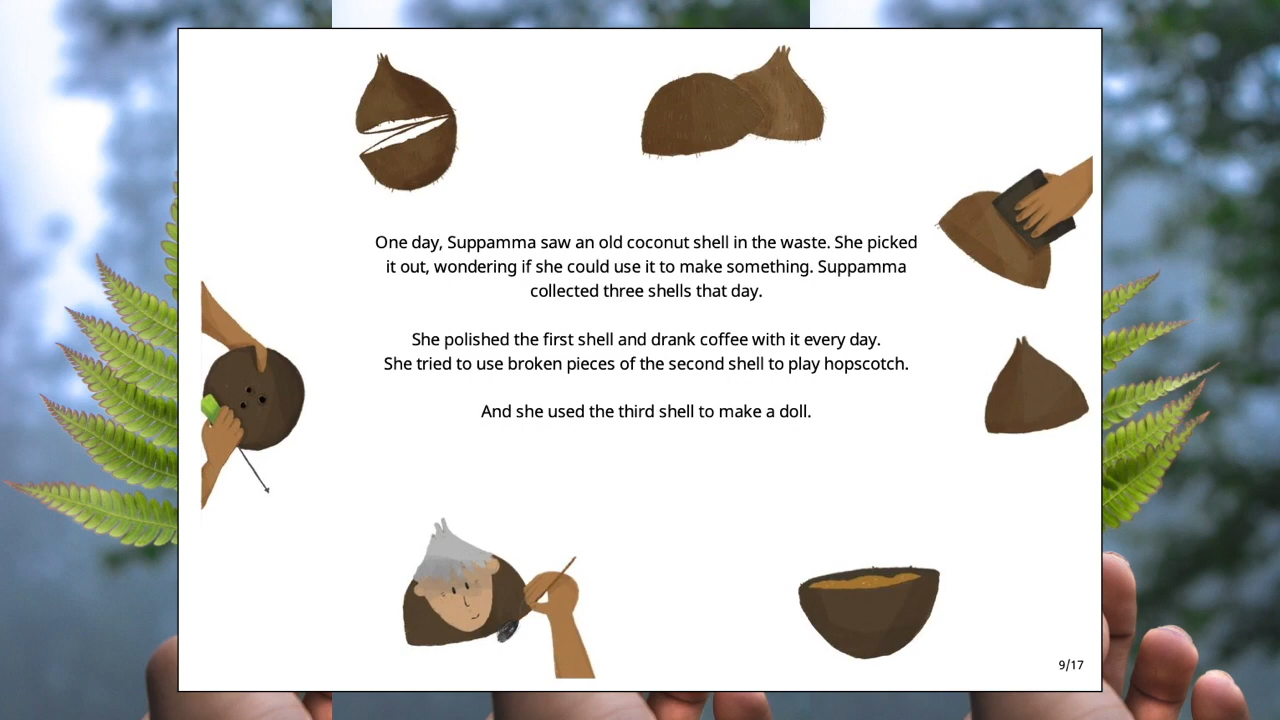 One day, Suppamma saw an old coconut shell in the waste. She picked
it out, wondering if she could use it to make something. Suppamma
collected three shells that day.
She polished the first shell and drank coffee with it every day.
She tried to use broken pieces of the second shell to play hopscotch.
And she used the third shell to make a doll.
9/17